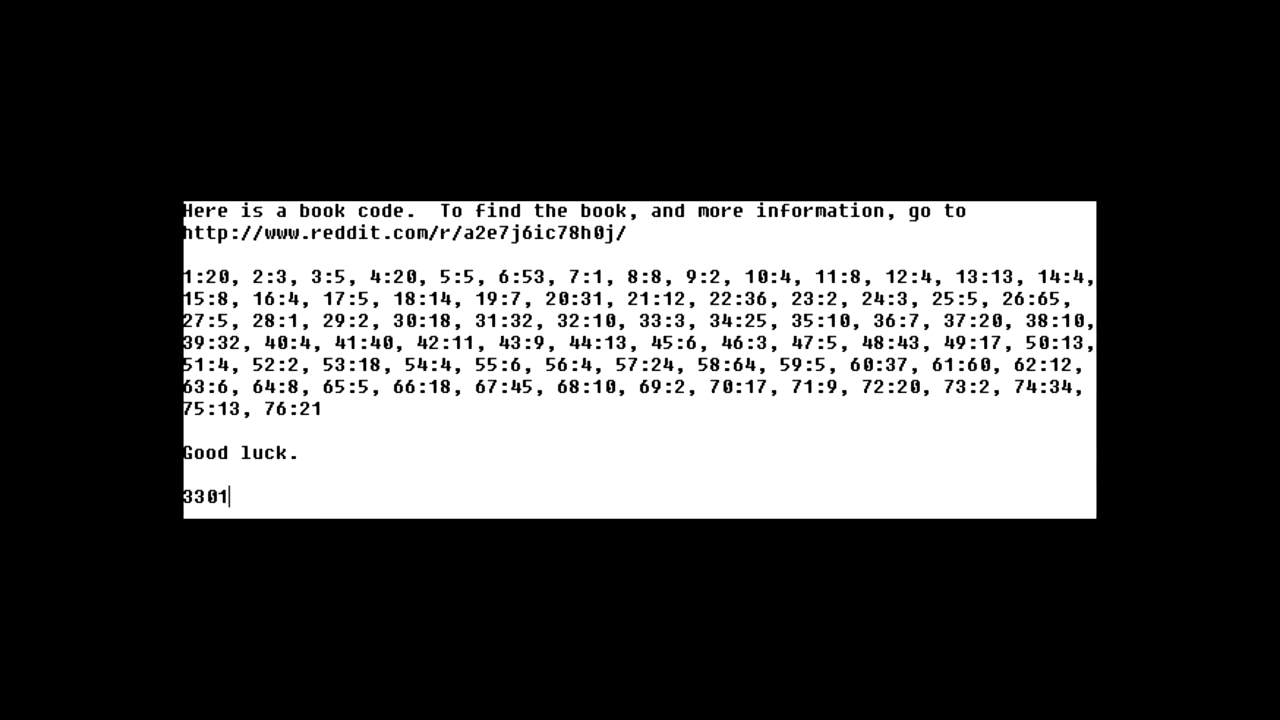 Here is a book code.  To find the book, and more information, go to
http://www.reddit.com/r/a2e7j6ic78h0j/
1:20, 2:3, 3:5, 4:20, 5:5, 6:53, 7:1, 8:8, 9:2, 10:4, 11:8, 12:4, 13:13, 14:4,
15:8, 16:4, 17:5, 18:14, 19:7, 20:31, 21:12, 22:36, 23:2, 24:3, 25:5, 26:65,
27:5, 28:1, 29:2, 30:18, 31:32, 32:10, 33:3, 34:25, 35:10, 36:7, 37:20, 38:10,
39:32, 40:4, 41:40, 42:11, 43:9, 44:13, 45:6, 46:3, 47:5, 48:43, 49:17, 50:13,
51:4, 52:2, 53:18, 54:4, 55:6, 56:4, 57:24, 58:64, 59:5, 60:37, 61:60, 62:12,
63:6, 64:8, 65:5, 66:18, 67:45, 68:10, 69:2, 70:17, 71:9, 72:20, 73:2, 74:34,
75:13, 76:21
Good luck.
3301